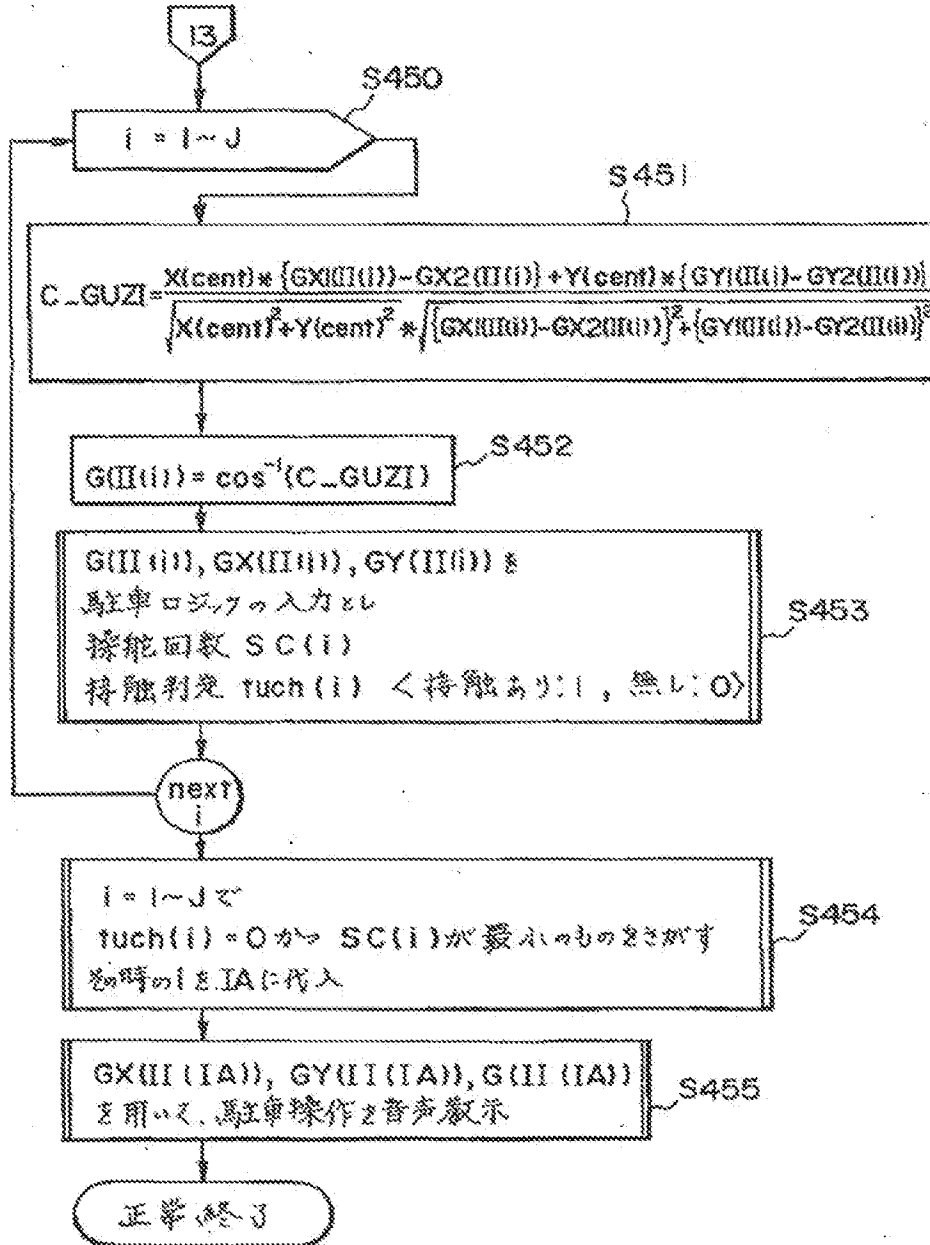 13
S450
i = 1~J
S451
C_GUZI = X(cent)*{GX1(II(i))-GX2(II(i)}+Y(cent)*{GY1(II(i)-GY2(II(i))}
√X(cent)²+Y(cent)² *√{GX1(II(i))-GX2(II(i))}²+{GY1(II(i))-GY2(II(i)}²
S452
G(II(i)) = cos⁻¹(C_GUZI)
G(II(i)), GX(II(i)), GY(II(i))を
駐車ロジックの入力とし
S453
回数 SC(i)
接触判定 tuch(i) <接触あり:1, 無し:0>
next
i
i = 1~Jで
S454
tuch(i)=0かつ SC(i)が最小のものをさがす
その時のiをIAに代入
GX(II(IA)), GY(II(IA)), G(II(IA))
S455
を用いて、駐車操作を音声教示
正常終了